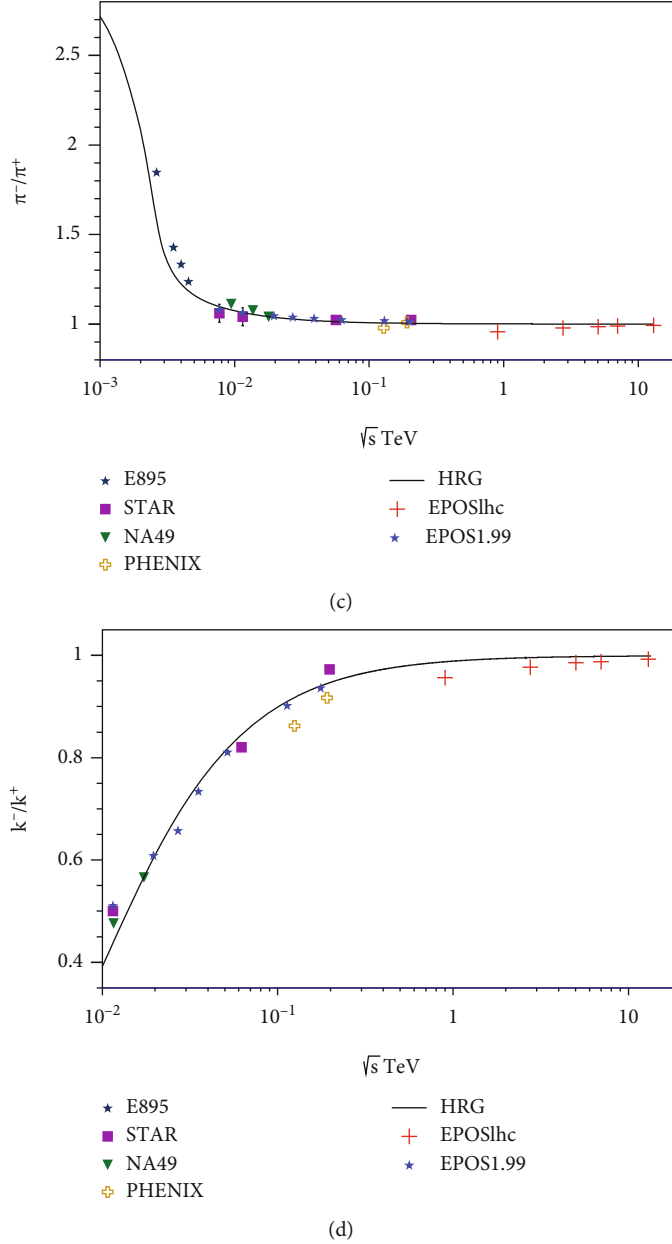 2.5
2
π⁻/π⁺
1.5
1
10⁻³ 10⁻² 10⁻¹ 1 10
√s TeV
E895 HRG
STAR EPOSlhc
NA49 EPOS1.99
PHENIX
(c)
1
0.8
k⁻/k⁺
0.6
0.4
10⁻² 10⁻¹ 1 10
√s TeV
E895 HRG
STAR EPOSlhc
NA49 EPOS1.99
PHENIX
(d)